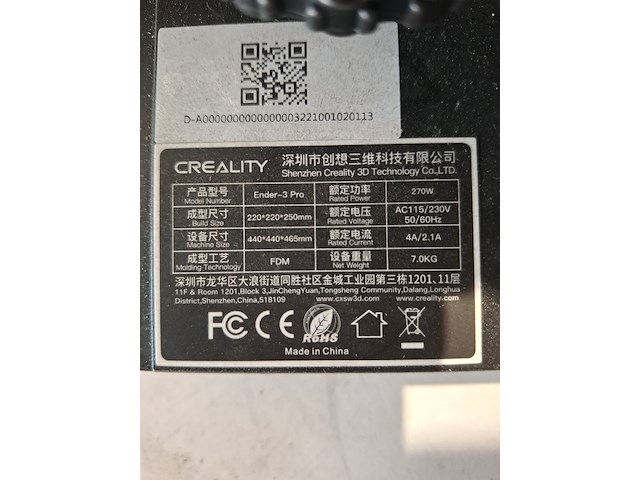 D-A0000000000000003221001020113
CREALITY 深圳市创想三维科技有限公司
Shenzhen Creality 3D Technology Co.,LTD.
产品型号 Ender-3 Pro 额定功率 270W
Model Number Rated Power
成型尺寸 220*220*250mm 额定电压 AC115/230V
Build Size Rated Voltage 50/60Hz
设备尺寸 440*440*465mm 额定电流 4A/2.1A
Machine Size Rated Current
成型工艺 FDM 设备重量 7.0KG
Molding Technology Net Weight
深圳市龙华区大浪街道同胜社区金城工业园第三栋1201、11层
11F & Room 1201,Block 3,JinChengYuan,Tongsheng Community,Dalang,Longhua
District,Shenzhen,China,518109 www.cxsw3d.com www.creality.com
FC CE RoHS
Made in China